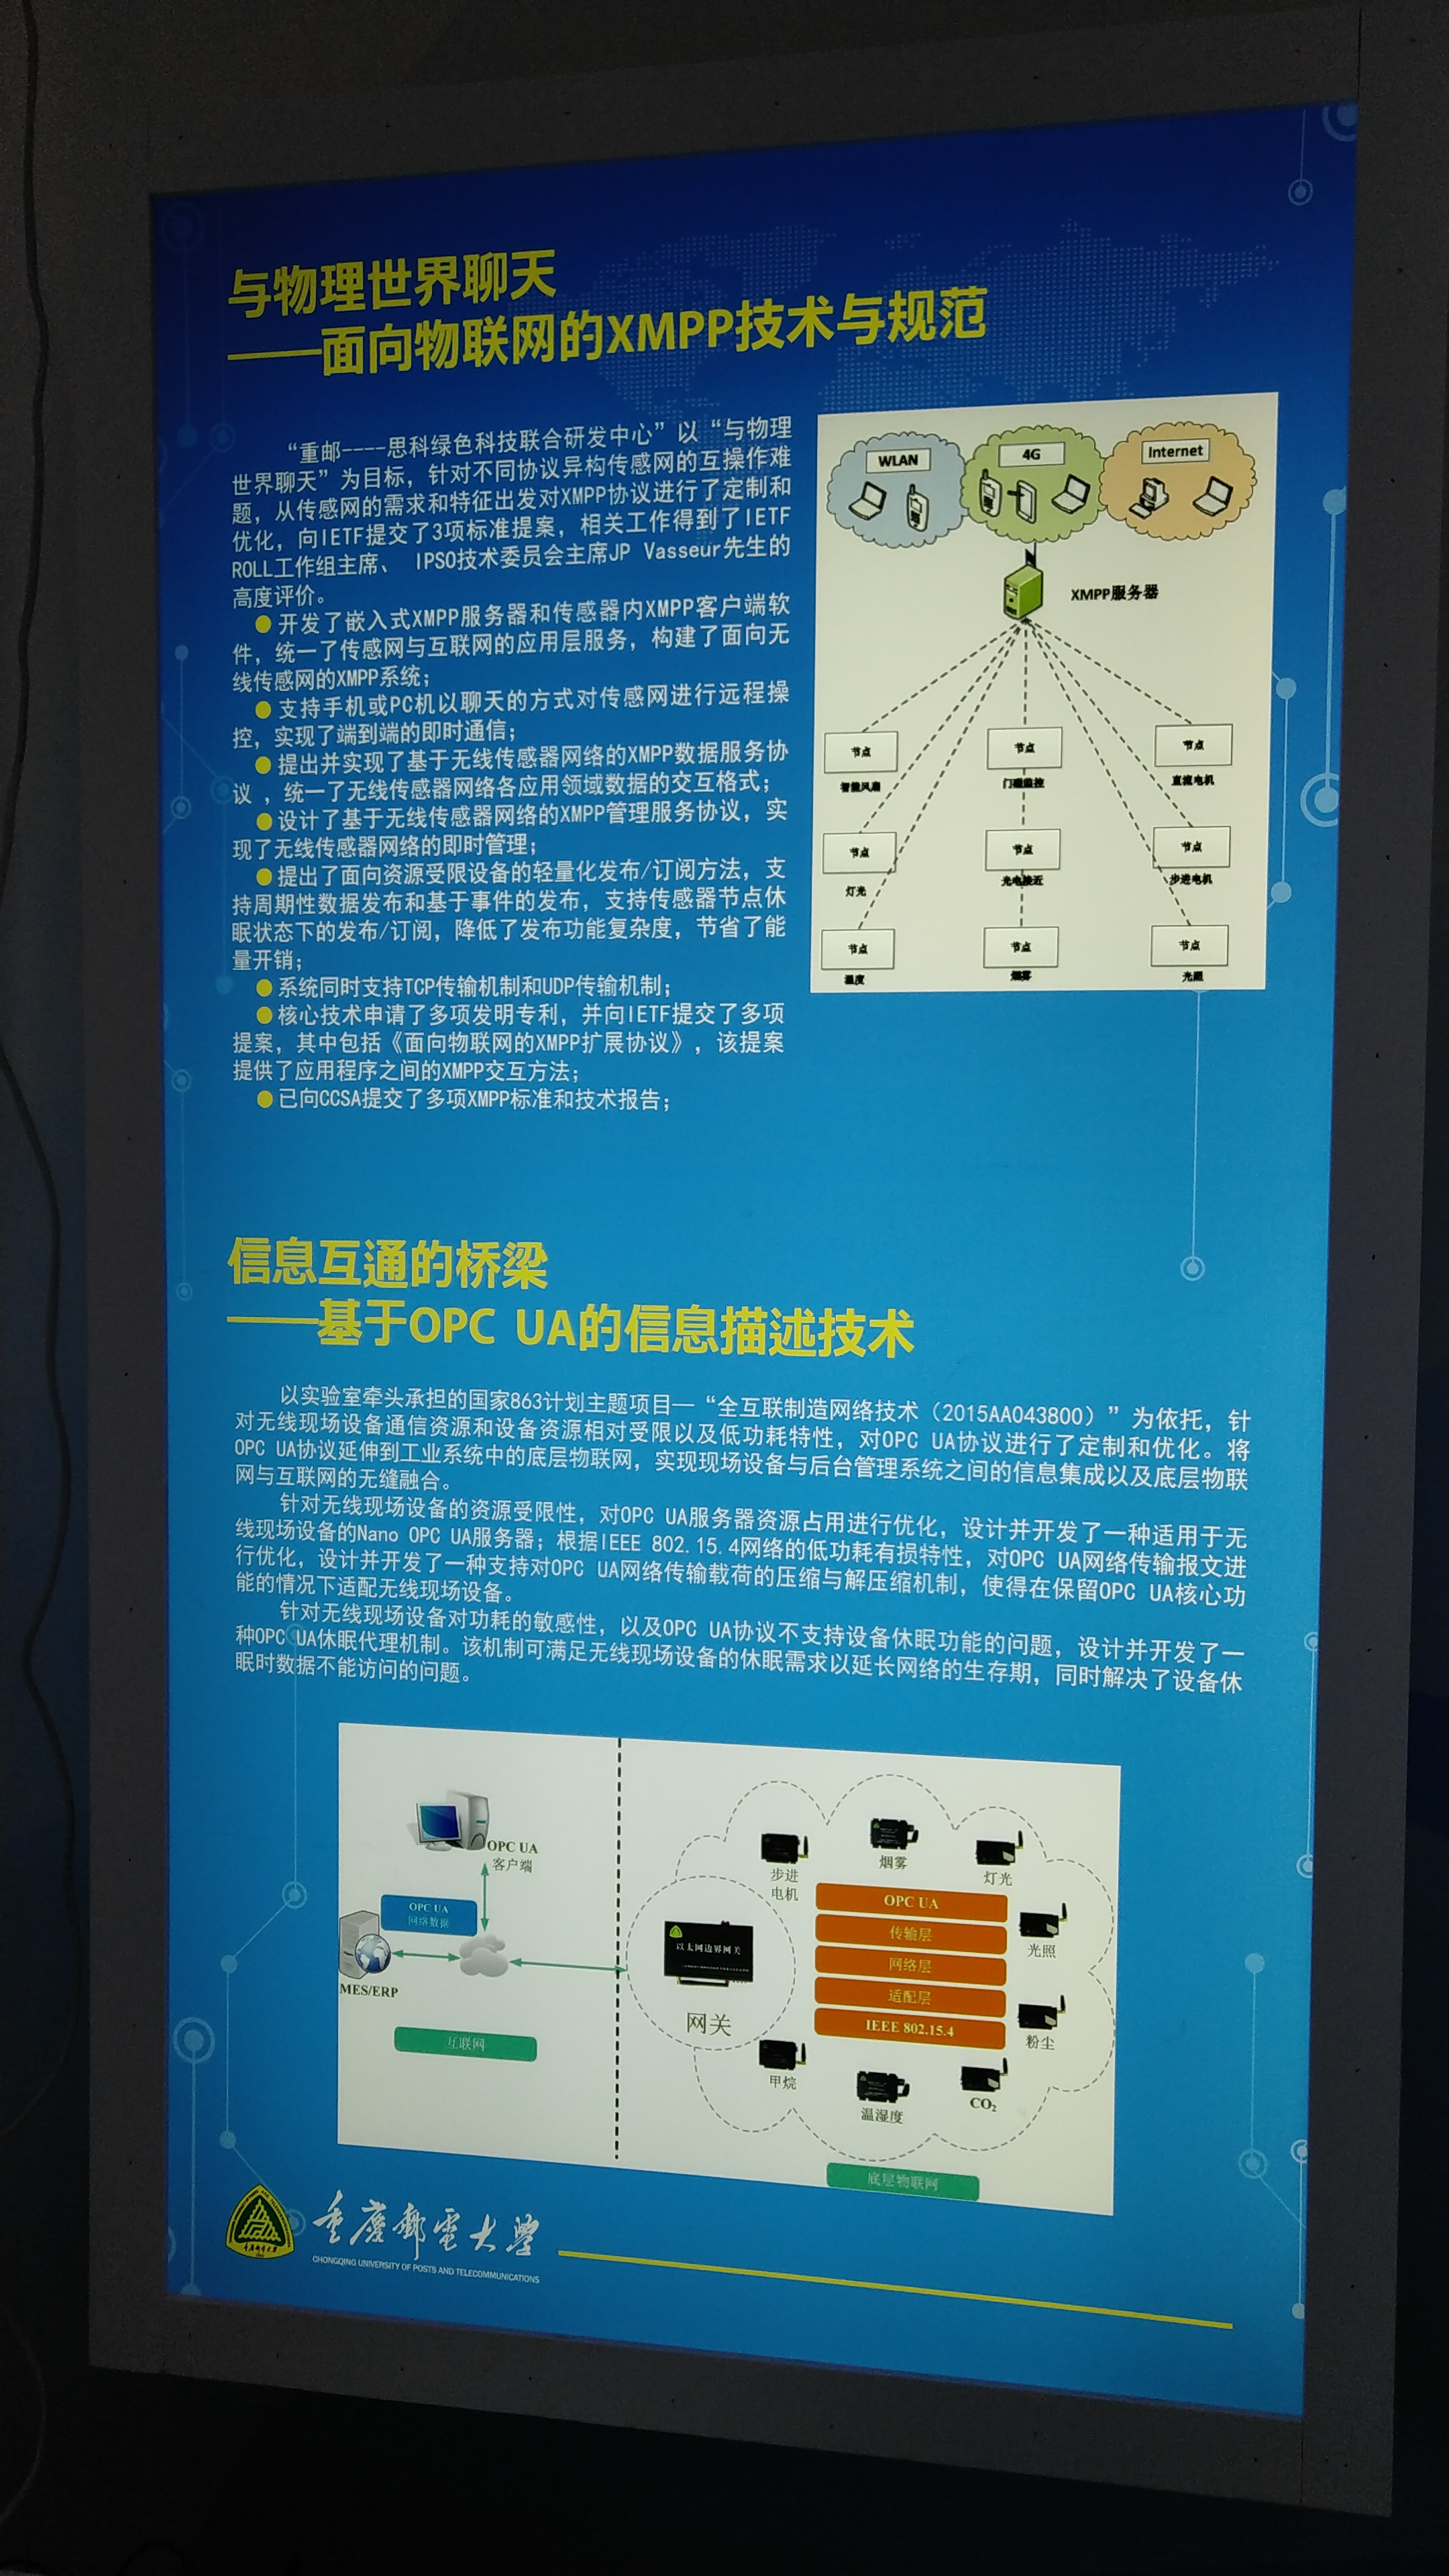 与物理世界聊天
——面向物联网的XMPP技术与规范
“重邮----思科绿色科技联合研发中心”以“与物理
世界聊天”为目标，针对不同协议异构传感网的互操作难
题，从传感网的需求和特征出发对XMPP协议进行了定制和
优化，向IETF提交了3项标准提案，相关工作得到了IETF
ROLL工作组主席、 IPSO技术委员会主席JP Vasseur先生的
高度评价。
●开发了嵌入式XMPP服务器和传感器内XMPP客户端软
件，统一了传感网与互联网的应用层服务，构建了面向无
线传感网的XMPP系统；
●支持手机或PC机以聊天的方式对传感网进行远程操
控，实现了端到端的即时通信；
●提出并实现了基于无线传感器网络的XMPP数据服务协
议 ，统一了无线传感器网络各应用领域数据的交互格式；
●设计了基于无线传感器网络的XMPP管理服务协议，实
现了无线传感器网络的即时管理；
●提出了面向资源受限设备的轻量化发布/订阅方法，支
持周期性数据发布和基于事件的发布，支持传感器节点休
眠状态下的发布/订阅，降低了发布功能复杂度，节省了能
量开销；
●系统同时支持TCP传输机制和UDP传输机制；
●核心技术申请了多项发明专利，并向IETF提交了多项
提案，其中包括《面向物联网的XMPP扩展协议》，该提案
提供了应用程序之间的XMPP交互方法；
●已向CCSA提交了多项XMPP标准和技术报告；
WLAN
4G
Internet
XMPP服务器
节点
节点
节点
智能风扇
门磁监控
直流电机
节点
节点
节点
灯光
光电接近
步进电机
节点
节点
节点
温度
烟雾
光照
信息互通的桥梁
——基于OPC UA的信息描述技术
以实验室牵头承担的国家863计划主题项目—“全互联制造网络技术（2015AA043800）”为依托，针
对无线现场设备通信资源和设备资源相对受限以及低功耗特性，对OPC UA协议进行了定制和优化。将
OPC UA协议延伸到工业系统中的底层物联网，实现现场设备与后台管理系统之间的信息集成以及底层物联
网与互联网的无缝融合。
针对无线现场设备的资源受限性，对OPC UA服务器资源占用进行优化，设计并开发了一种适用于无
线现场设备的Nano OPC UA服务器；根据IEEE 802.15.4网络的低功耗有损特性，对OPC UA网络传输报文进
行优化，设计并开发了一种支持对OPC UA网络传输载荷的压缩与解压缩机制，使得在保留OPC UA核心功
能的情况下适配无线现场设备。
针对无线现场设备对功耗的敏感性，以及OPC UA协议不支持设备休眠功能的问题，设计并开发了一
种OPC UA休眠代理机制。该机制可满足无线现场设备的休眠需求以延长网络的生存期，同时解决了设备休
眠时数据不能访问的问题。
OPC UA
客户端
OPC UA
网络数据
MES/ERP
互联网
以太网边界网关
网关
步进
电机
烟雾
灯光
光照
粉尘
CO₂
温湿度
甲烷
OPC UA
传输层
网络层
适配层
IEEE 802.15.4
底层物联网
重慶郵電大學
CHONGQING UNIVERSITY OF POSTS AND TELECOMMUNICATIONS